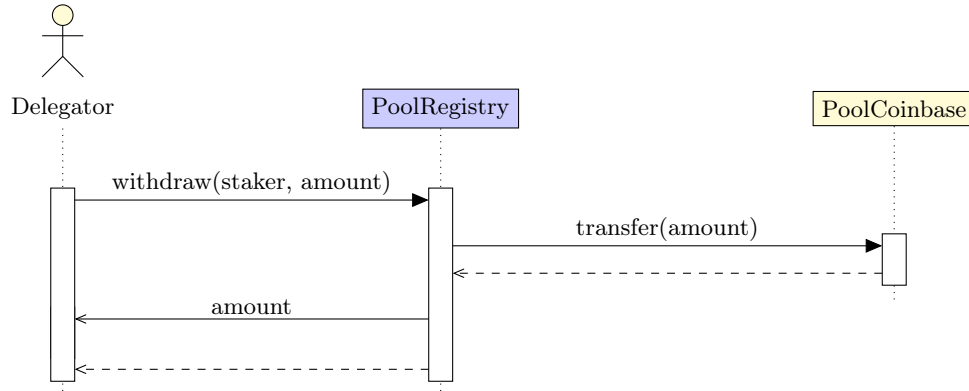 Delegator
PoolRegistry
PoolCoinbase
withdraw(staker, amount)
transfer(amount)
amount